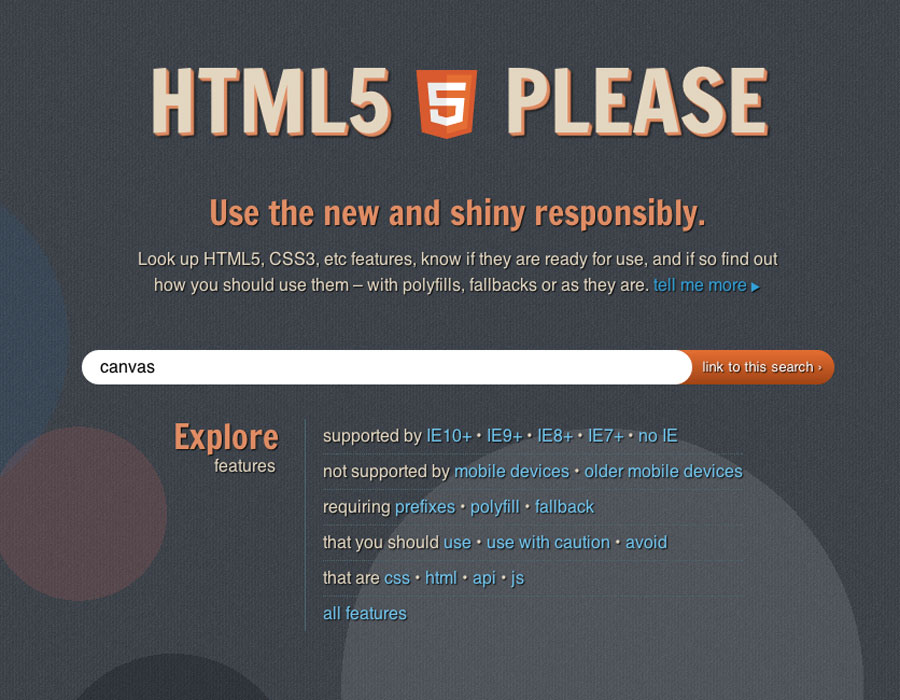 HTML5 5 PLEASE
Use the new and shiny responsibly.
Look up HTML5, CSS3, etc features, know if they are ready for use, and if so find out
how you should use them – with polyfills, fallbacks or as they are. tell me more ▸
canvas
link to this search ›
Explore
features
supported by IE10+ • IE9+ • IE8+ • IE7+ • no IE
not supported by mobile devices • older mobile devices
requiring prefixes • polyfill • fallback
that you should use • use with caution • avoid
that are css • html • api • js
all features